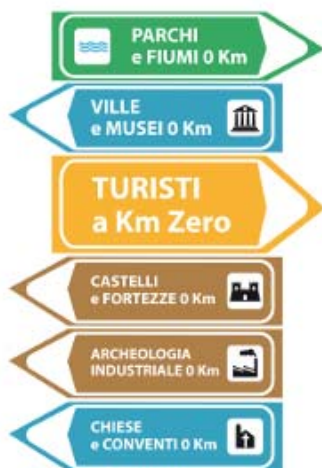 PARCHI
e FIUMI 0 Km
VILLE
e MUSEI 0 Km
TURISTI
a Km Zero
CASTELLI
e FORTEZZE 0 Km
ARCHEOLOGIA
INDUSTRIALE 0 Km
CHIESE
e CONVENTI 0 Km